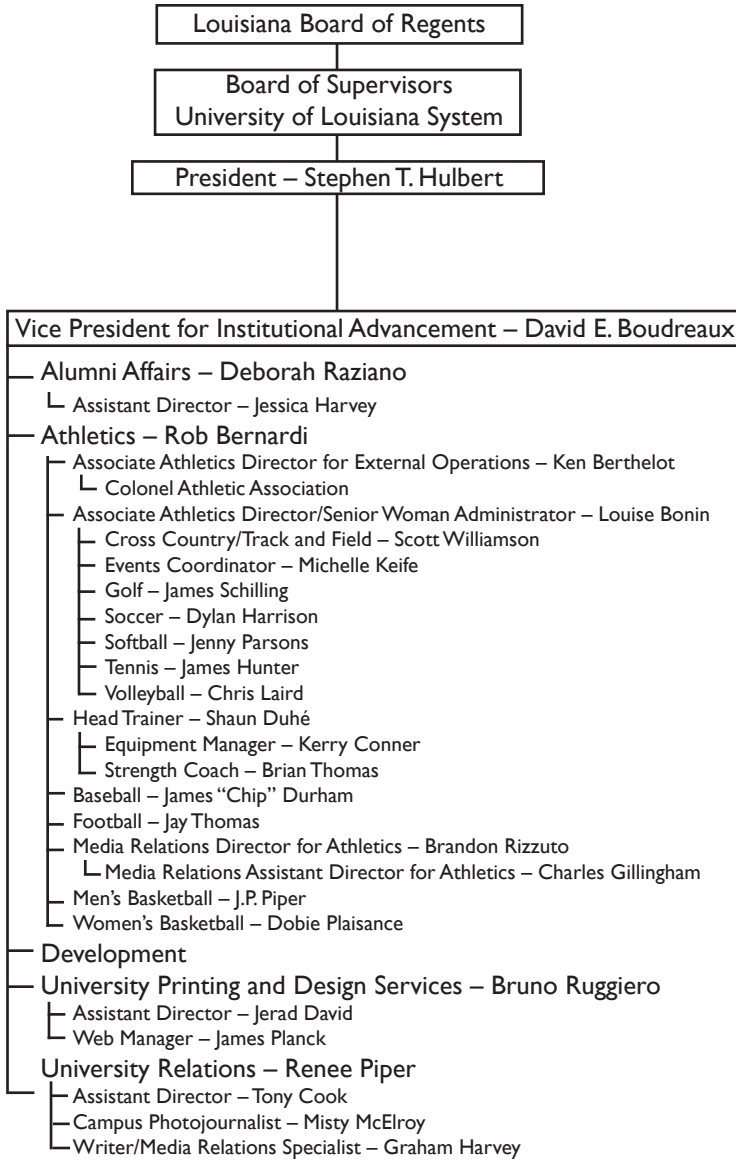 Louisiana Board of Regents
Board of Supervisors
University of Louisiana System
President – Stephen T. Hulbert
Vice President for Institutional Advancement – David E. Boudreaux
Alumni Affairs – Deborah Raziano
Assistant Director – Jessica Harvey
Athletics – Rob Bernardi
Associate Athletics Director for External Operations – Ken Berthelot
Colonel Athletic Association
Associate Athletics Director/Senior Woman Administrator – Louise Bonin
Cross Country/Track and Field – Scott Williamson
Events Coordinator – Michelle Keife
Golf – James Schilling
Soccer – Dylan Harrison
Softball – Jenny Parsons
Tennis – James Hunter
Volleyball – Chris Laird
Head Trainer – Shaun Duhé
Equipment Manager – Kerry Conner
Strength Coach – Brian Thomas
Baseball – James “Chip” Durham
Football – Jay Thomas
Media Relations Director for Athletics – Brandon Rizzuto
Media Relations Assistant Director for Athletics – Charles Gillingham
Men’s Basketball – J.P. Piper
Women’s Basketball – Dobie Plaisance
Development
University Printing and Design Services – Bruno Ruggiero
Assistant Director – Jerad David
Web Manager – James Planck
University Relations – Renee Piper
Assistant Director – Tony Cook
Campus Photojournalist – Misty McElroy
Writer/Media Relations Specialist – Graham Harvey